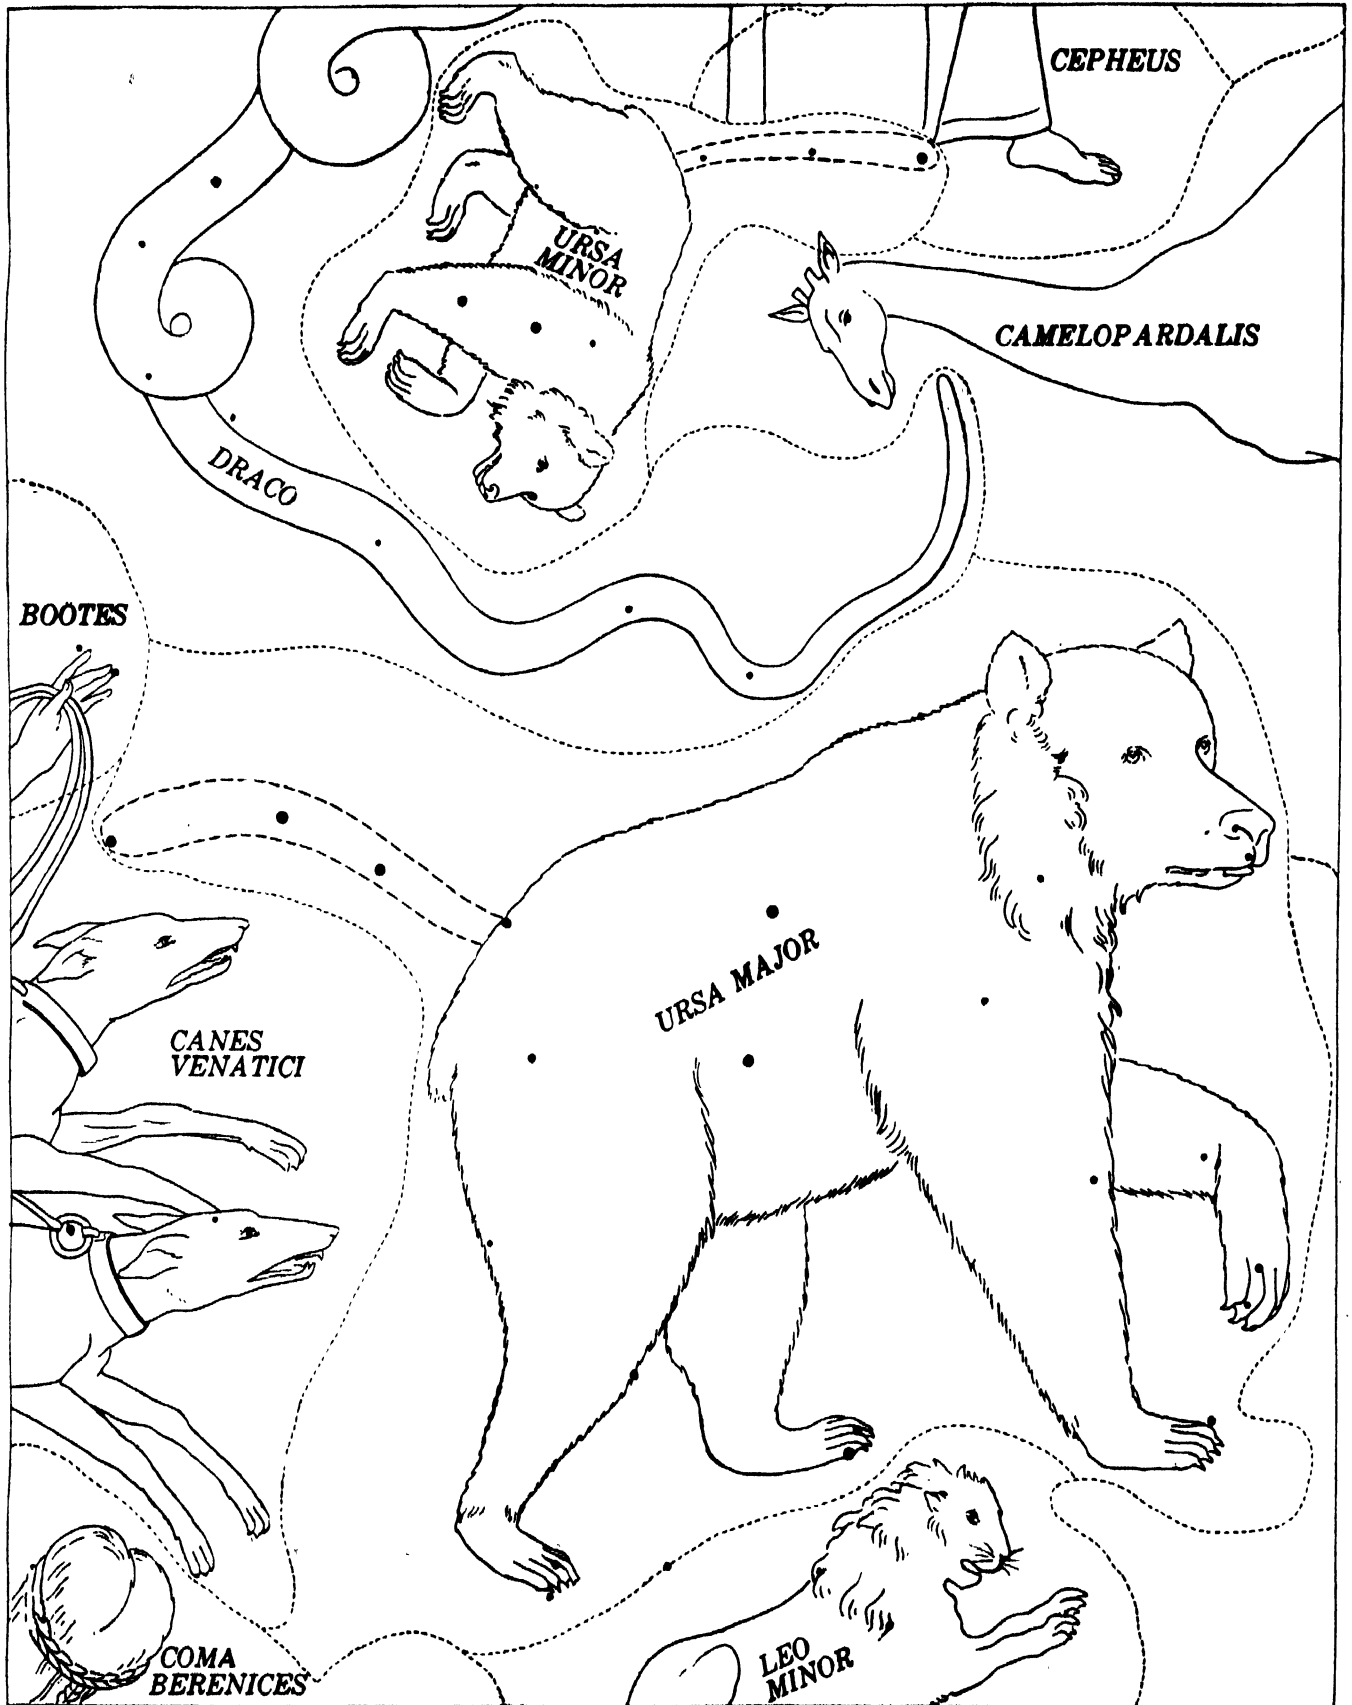 CEPHEUS
URSA
MINOR
CAMELOPARDALIS
DRACO
BOÖTES
URSA MAJOR
CANES
VENATICI
COMA
BERENICES
LEO
MINOR